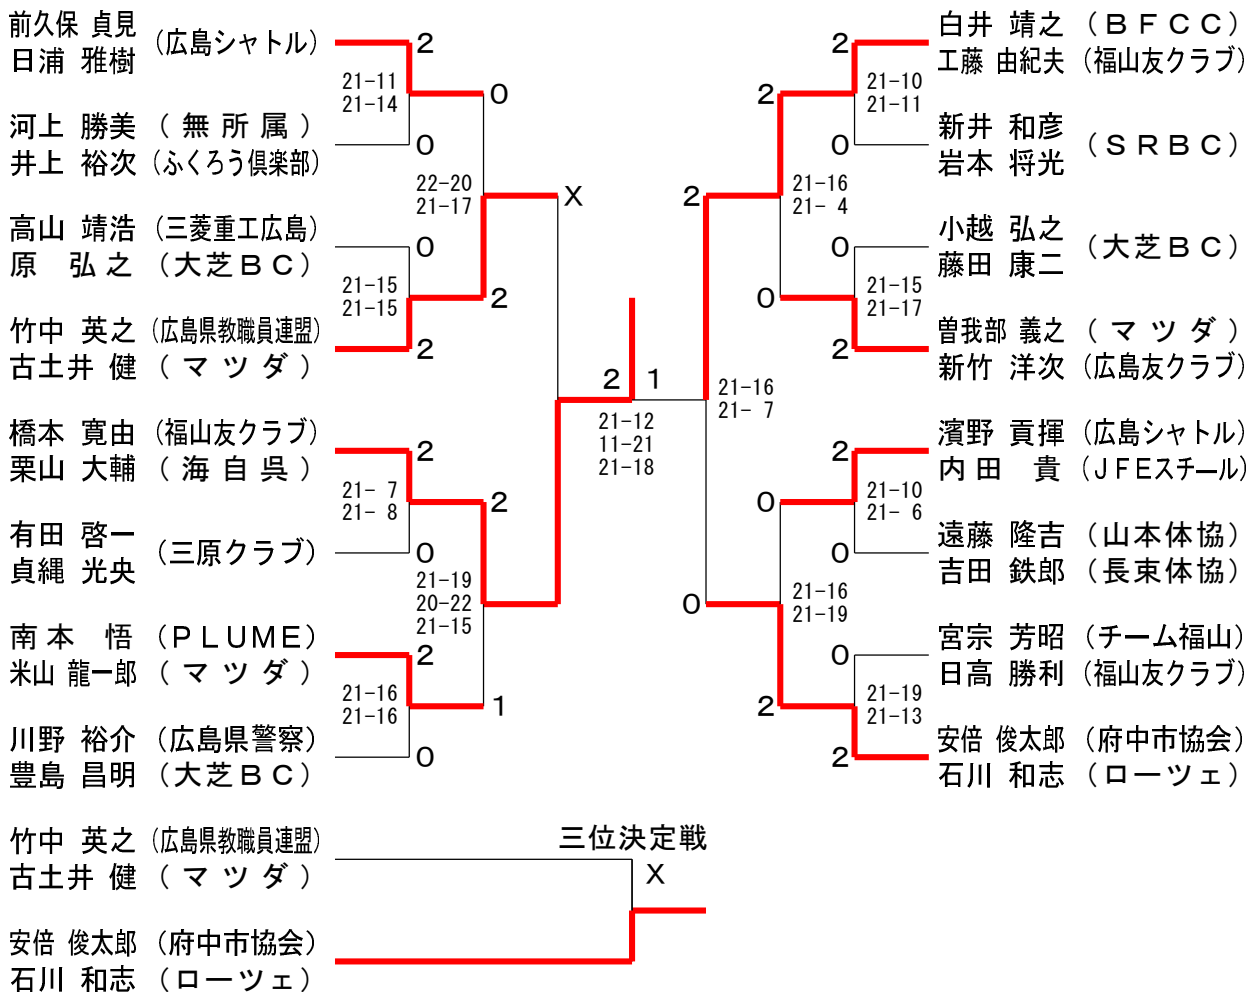 前久保 貞見 (広島シャトル)
日浦 雅樹
2
21-11
21-14
0
河上 勝美 (無所属)
井上 裕次 (ふくろう倶楽部)
0
22-20
21-17
X
高山 靖浩 (三菱重工広島)
原 弘之 (大芝BC)
0
21-15
21-15
2
竹中 英之 (広島県教職員連盟)
古土井 健 (マツダ)
2
2 1
21-12
11-21
21-18
橋本 寛由 (福山友クラブ)
栗山 大輔 (海自呉)
2
21- 7
21- 8
2
有田 啓一 (三原クラブ)
貞縄 光央
0
21-19
20-22
21-15
南本 悟 (PLUME)
米山 龍一郎 (マツダ)
2
21-16
21-16
1
川野 裕介 (広島県警察)
豊島 昌明 (大芝BC)
0
白井 靖之 (BFCC)
工藤 由紀夫 (福山友クラブ)
2
21-10
21-11
2
新井 和彦 (SRBC)
岩本 将光
0
21-16
21- 4
2
小越 弘之 (大芝BC)
藤田 康二
0
21-15
21-17
0
曽我部 義之 (マツダ)
新竹 洋次 (広島友クラブ)
2
21-16
21- 7
濱野 貢揮 (広島シャトル)
内田 貴 (JFEスチール)
2
21-10
21- 6
0
遠藤 隆吉 (山本体協)
吉田 鉄郎 (長束体協)
0
21-16
21-19
0
宮宗 芳昭 (チーム福山)
日高 勝利 (福山友クラブ)
0
21-19
21-13
2
安倍 俊太郎 (府中市協会)
石川 和志 (ローツェ)
2
三位決定戦
竹中 英之 (広島県教職員連盟)
古土井 健 (マツダ)
X
安倍 俊太郎 (府中市協会)
石川 和志 (ローツェ)